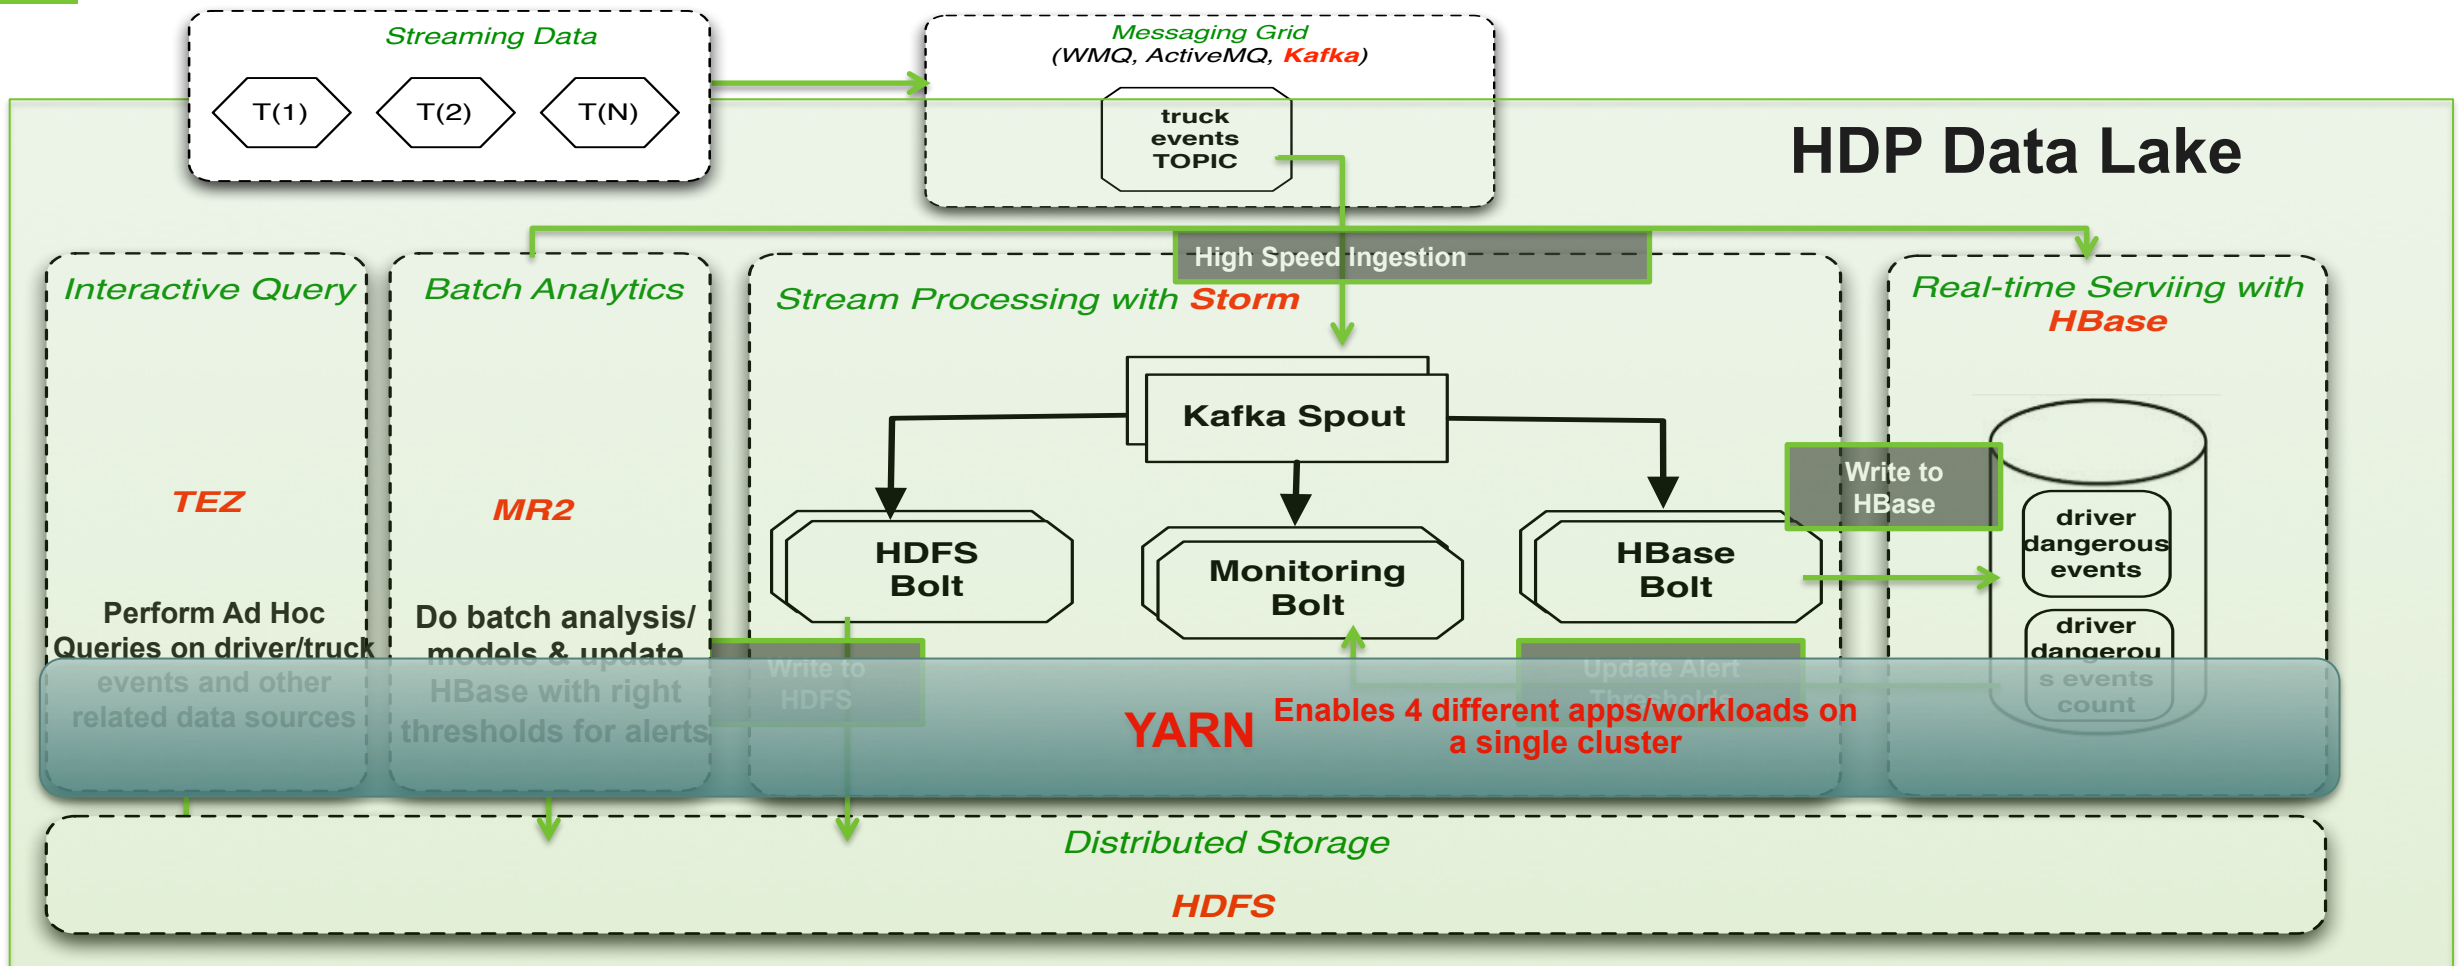 Streaming Data
T(1)
T(2)
T(N)
Messaging Grid
(WMQ, ActiveMQ, Kafka)
truck
events
TOPIC
HDP Data Lake
High Speed Ingestion
Interactive Query
TEZ
Perform Ad Hoc
Queries on driver/truck
events and other
related data sources
Batch Analytics
MR2
Do batch analysis/
models & update
HBase with right
thresholds for alerts
Stream Processing with Storm
Kafka Spout
HDFS
Bolt
Monitoring
Bolt
HBase
Bolt
Write to
HDFS
Write to
HBase
Update Alert
Thresholds
Real-time Serviing with
HBase
driver
dangerous
events
driver
dangerou
s events
count
YARN
Enables 4 different apps/workloads on
a single cluster
Distributed Storage
HDFS